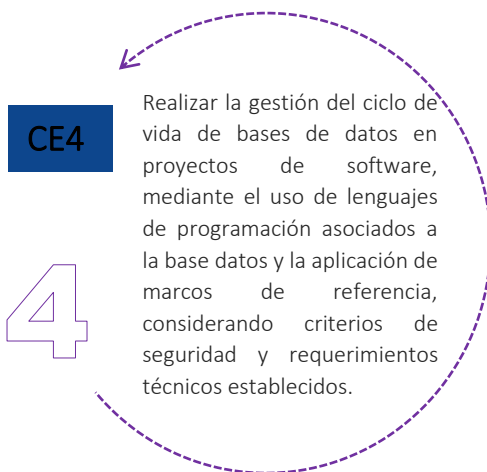 CE4
4
Realizar la gestión del ciclo de
vida de bases de datos en
proyectos de software,
mediante el uso de lenguajes
de programación asociados a
la base datos y la aplicación de
marcos de referencia,
considerando criterios de
seguridad y requerimientos
técnicos establecidos.